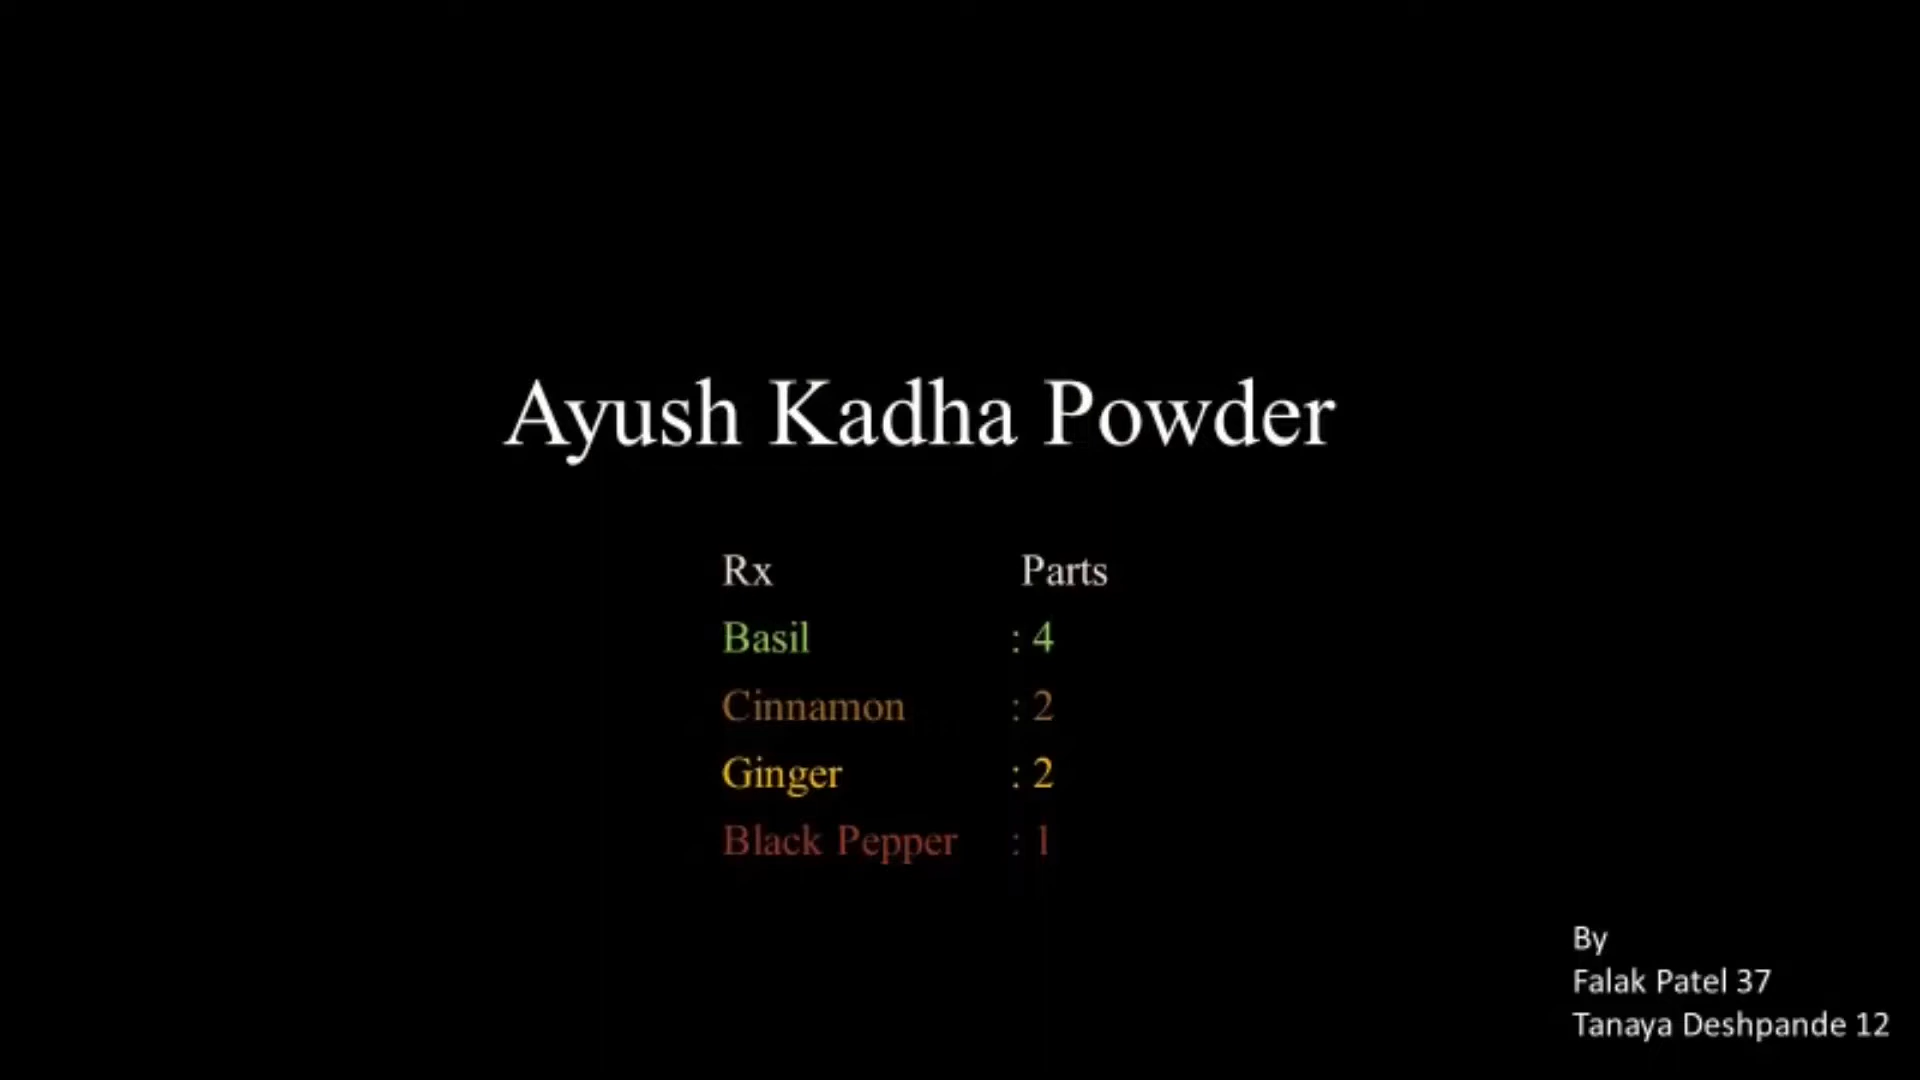 Ayush Kadha Powder
Rx Parts
Basil : 4
Cinnamon : 2
Ginger : 2
Black Pepper : 1
By
Falak Patel 37
Tanaya Deshpande 12